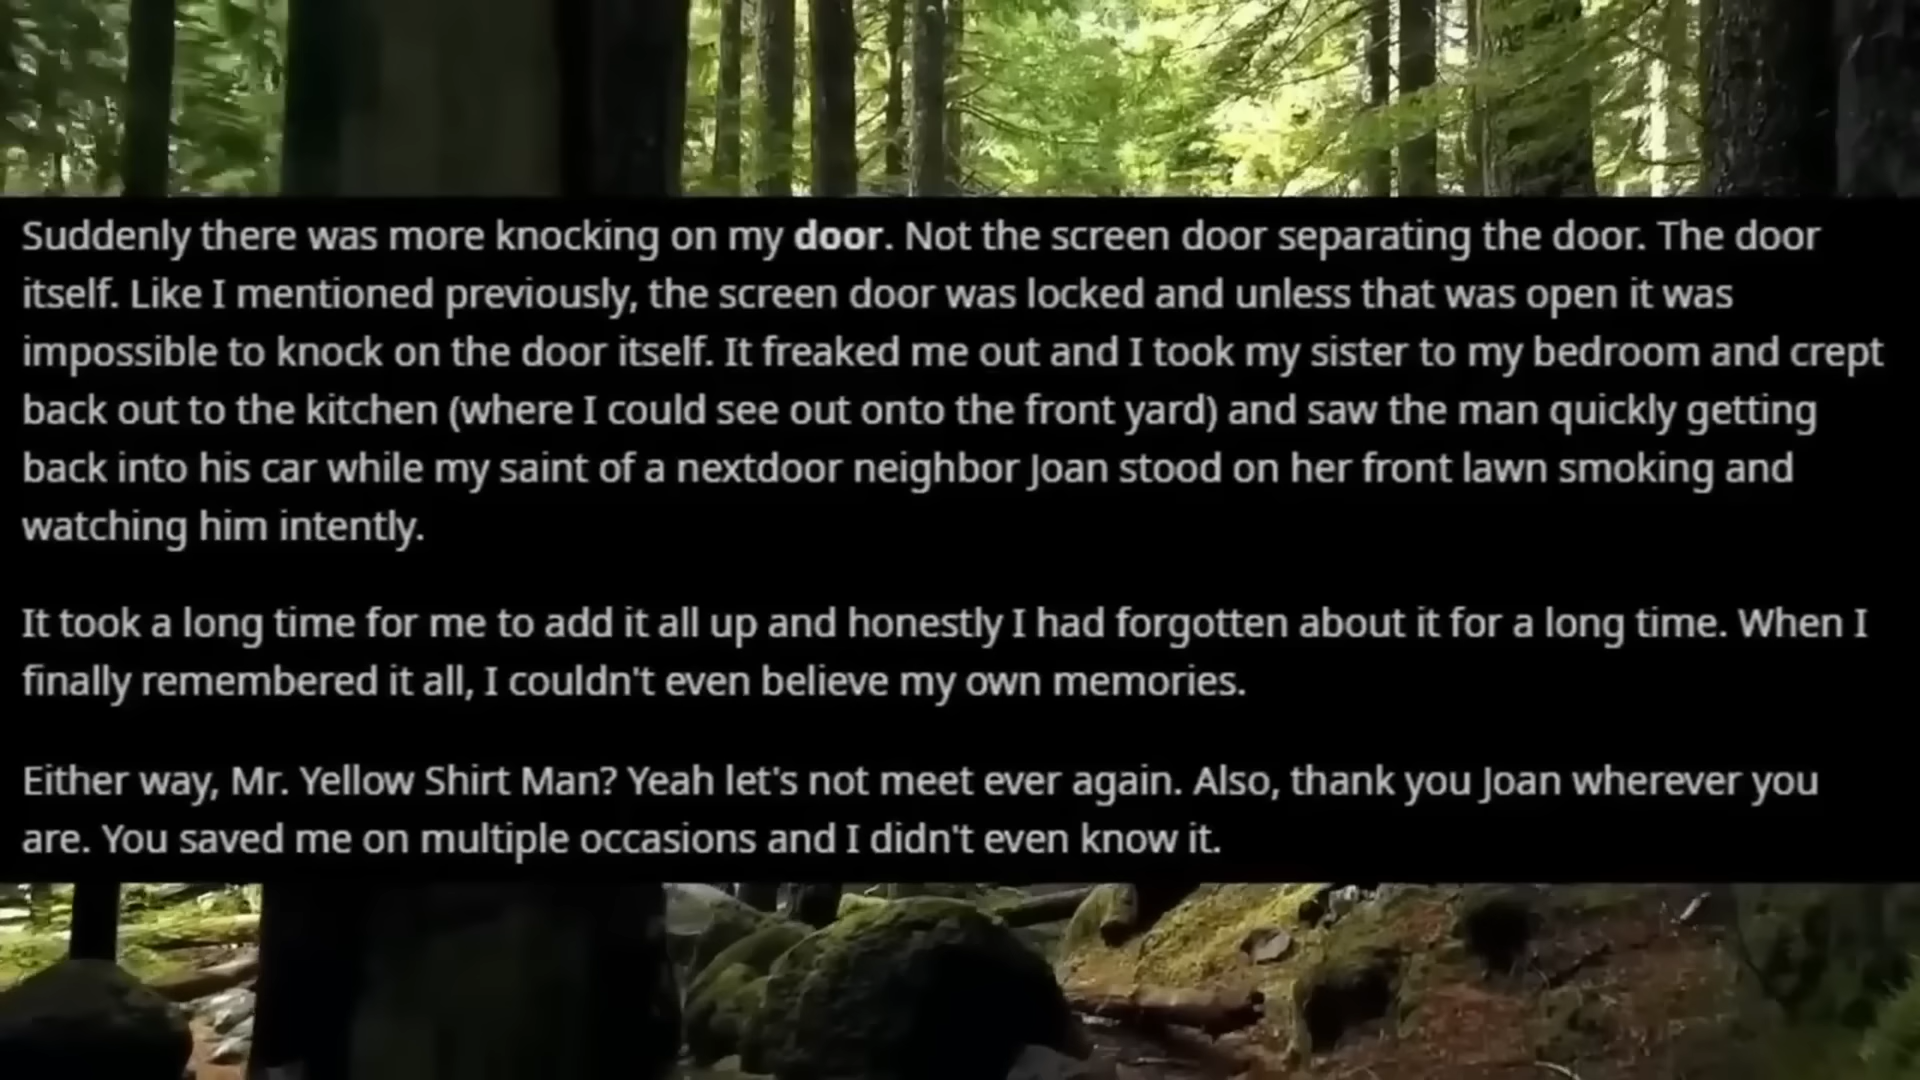 Suddenly there was more knocking on my door. Not the screen door separating the door. The door
itself. Like I mentioned previously, the screen door was locked and unless that was open it was
impossible to knock on the door itself. It freaked me out and I took my sister to my bedroom and crept
back out to the kitchen (where I could see out onto the front yard) and saw the man quickly getting
back into his car while my saint of a nextdoor neighbor Joan stood on her front lawn smoking and
watching him intently.
It took a long time for me to add it all up and honestly I had forgotten about it for a long time. When I
finally remembered it all, I couldn't even believe my own memories.
Either way, Mr. Yellow Shirt Man? Yeah let's not meet ever again. Also, thank you Joan wherever you
are. You saved me on multiple occasions and I didn't even know it.